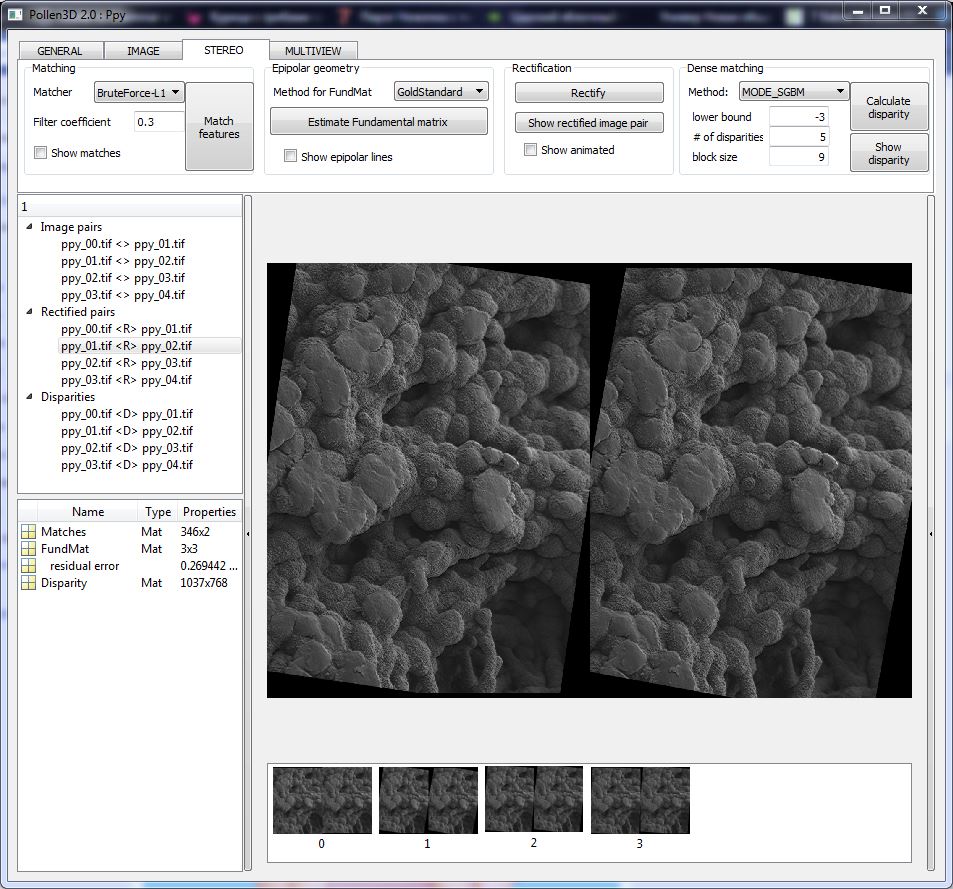 Pollen3D 2.0 : Ppy
GENERAL IMAGE STEREO MULTIVIEW
Matching
Matcher BruteForce-L1
Filter coefficient 0.3
Show matches
Match
features
Epipolar geometry
Method for FundMat GoldStandard
Estimate Fundamental matrix
Show epipolar lines
Rectification
Rectify
Show rectified image pair
Show animated
Dense matching
Method: MODE_SGBM
lower bound -3
# of disparities 5
block size 9
Calculate
disparity
Show
disparity
1
Image pairs
ppy_00.tif <> ppy_01.tif
ppy_01.tif <> ppy_02.tif
ppy_02.tif <> ppy_03.tif
ppy_03.tif <> ppy_04.tif
Rectified pairs
ppy_00.tif <R> ppy_01.tif
ppy_01.tif <R> ppy_02.tif
ppy_02.tif <R> ppy_03.tif
ppy_03.tif <R> ppy_04.tif
Disparities
ppy_00.tif <D> ppy_01.tif
ppy_01.tif <D> ppy_02.tif
ppy_02.tif <D> ppy_03.tif
ppy_03.tif <D> ppy_04.tif
Name Type Properties
Matches Mat 346x2
FundMat Mat 3x3
residual error 0.269442 ...
Disparity Mat 1037x768
0 1 2 3